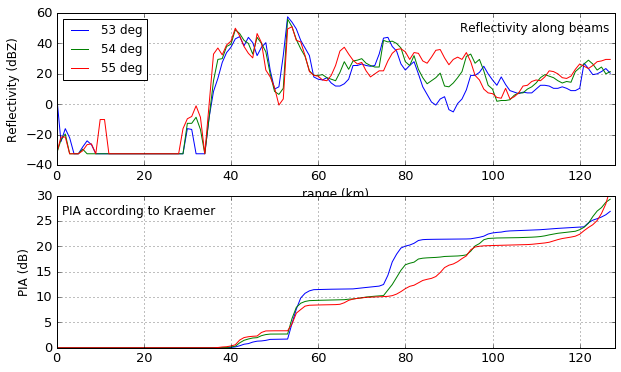 60
40
20
0
−20
−40
Reflectivity (dBZ)
53 deg
54 deg
55 deg
Reflectivity along beams
0 20 40 60 80 100 120
range (km)
30
25
20
15
10
5
0
PIA (dB)
PIA according to Kraemer
0 20 40 60 80 100 120